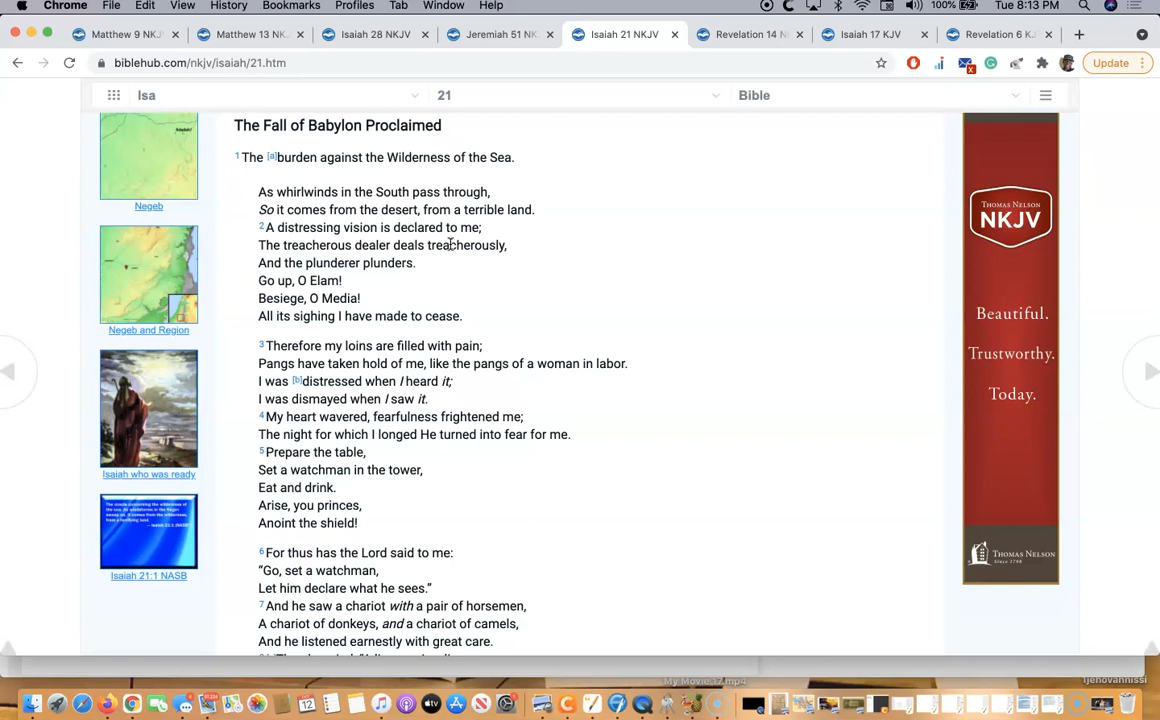 Chrome File Edit View History Bookmarks Profiles Tab Window Help 100% Tue 8:13 PM
Matthew 9 NKJV Matthew 13 NKJ Isaiah 28 NKJV Jeremiah 51 NK Isaiah 21 NKJV Revelation 14 N Isaiah 17 KJV Revelation 6 KJ
biblehub.com/nkjv/isaiah/21.htm Update
Isa 21 Bible
The Fall of Babylon Proclaimed
1 The [a]burden against the Wilderness of the Sea.
As whirlwinds in the South pass through,
So it comes from the desert, from a terrible land.
2 A distressing vision is declared to me;
The treacherous dealer deals treacherously,
And the plunderer plunders.
Go up, O Elam!
Besiege, O Media!
All its sighing I have made to cease.
3 Therefore my loins are filled with pain;
Pangs have taken hold of me, like the pangs of a woman in labor.
I was [b]distressed when I heard it;
I was dismayed when I saw it.
4 My heart wavered, fearfulness frightened me;
The night for which I longed He turned into fear for me.
5 Prepare the table,
Set a watchman in the tower,
Eat and drink.
Arise, you princes,
Anoint the shield!
6 For thus has the Lord said to me:
“Go, set a watchman,
Let him declare what he sees.”
7 And he saw a chariot with a pair of horsemen,
A chariot of donkeys, and a chariot of camels,
And he listened earnestly with great care.
Negeb
Negeb and Region
Isaiah who was ready
Isaiah 21:1 NASB
THOMAS NELSON
NKJV
Beautiful.
Trustworthy.
Today.
THOMAS NELSON
Since 1798
My Movie 17.mp4
1jehovahnissi